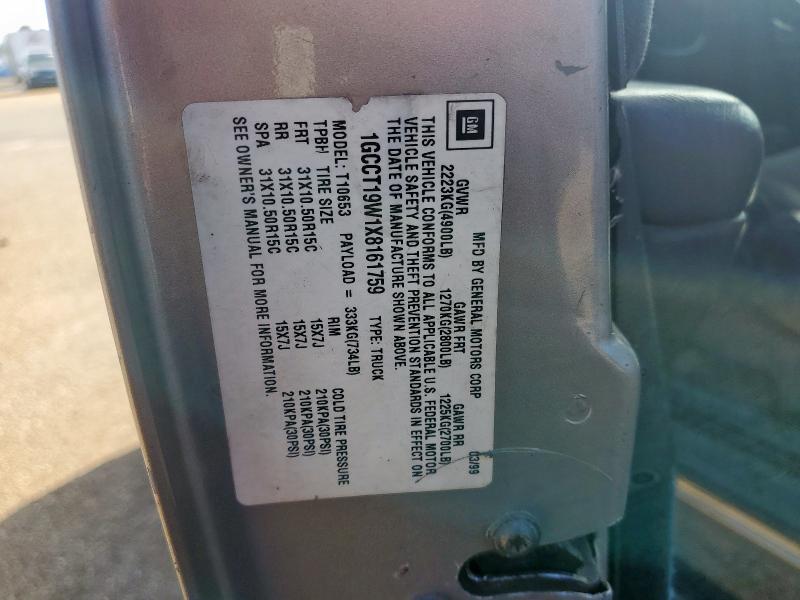 GM
MFD BY GENERAL MOTORS CORP 03/99
GVWR GAWR FRT GAWR RR
2223KG(4900LB) 1270KG(2800LB) 1225KG(2700LB)
THIS VEHICLE CONFORMS TO ALL APPLICABLE U.S. FEDERAL MOTOR
VEHICLE SAFETY AND THEFT PREVENTION STANDARDS IN EFFECT ON
THE DATE OF MANUFACTURE SHOWN ABOVE.
1GCCT19W1X8161759 TYPE: TRUCK
MODEL: T10653 PAYLOAD = 333KG(734LB)
TPBH TIRE SIZE RIM COLD TIRE PRESSURE
FRT 31X10.50R15C 15X7J 210KPA(30PSI)
RR 31X10.50R15C 15X7J 210KPA(30PSI)
SPA 31X10.50R15C 15X7J 210KPA(30PSI)
SEE OWNER'S MANUAL FOR MORE INFORMATION.